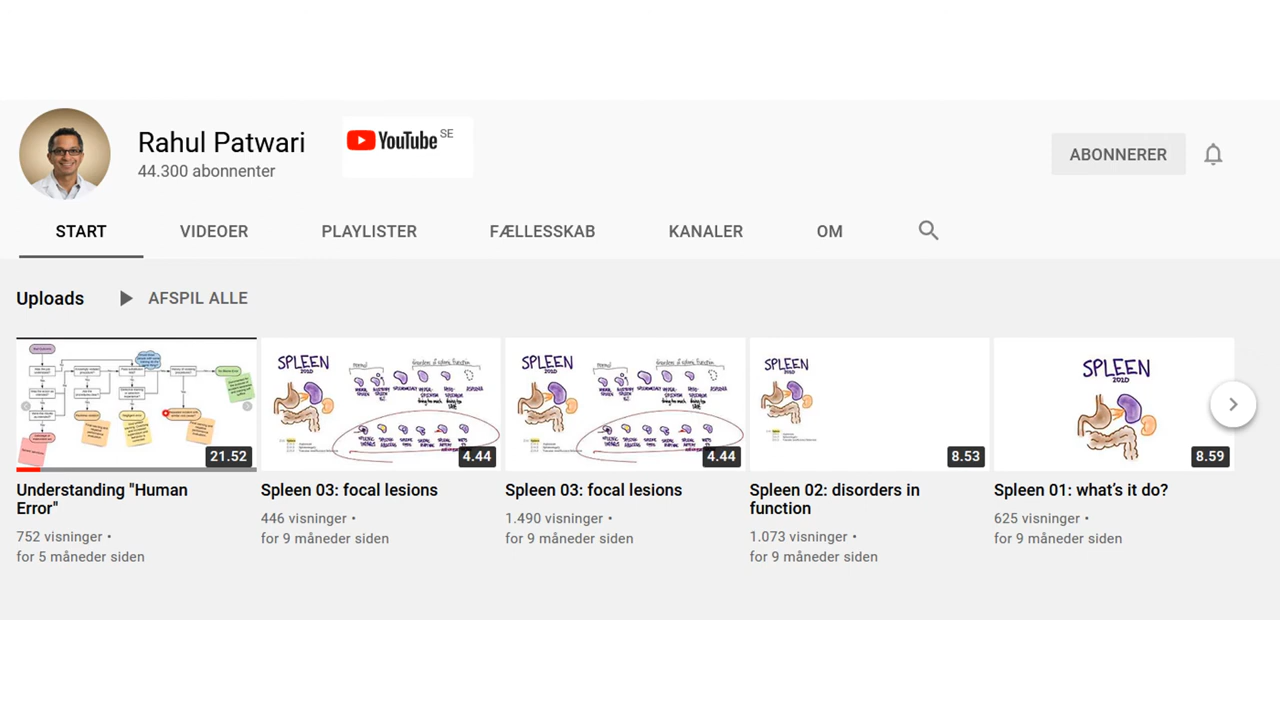 Rahul Patwari
44.300 abonnenter
YouTube SE
ABONNERER
START VIDEOER PLAYLISTER FÆLLESSKAB KANALER OM
Uploads AFSPIL ALLE
SPLEEN SPLEEN SPLEEN SPLEEN
21.52 4.44 4.44 8.53 8.59
Understanding "Human
Error"
752 visninger •
for 5 måneder siden
Spleen 03: focal lesions
446 visninger •
for 9 måneder siden
Spleen 03: focal lesions
1.490 visninger •
for 9 måneder siden
Spleen 02: disorders in
function
1.073 visninger •
for 9 måneder siden
Spleen 01: what’s it do?
625 visninger •
for 9 måneder siden